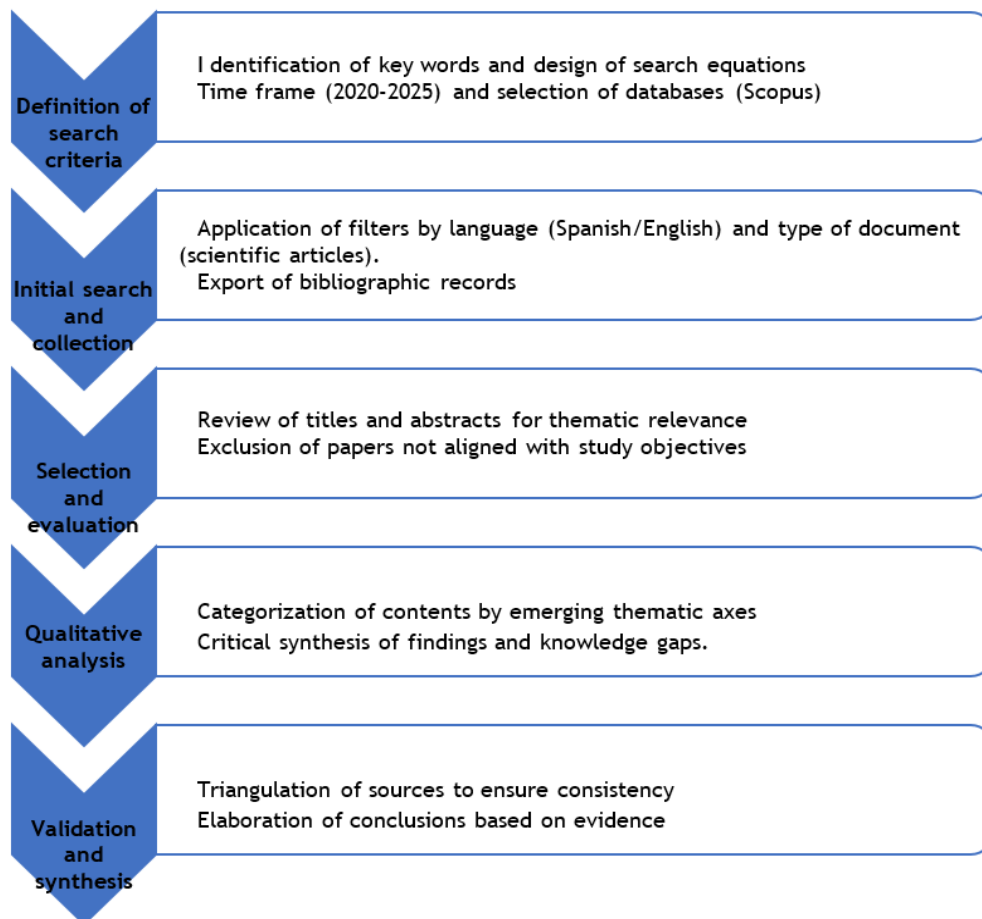 Definition of
search
criteria
I dentification of key words and design of search equations
Time frame (2020-2025) and selection of databases (Scopus)
Initial search
and
collection
Application of filters by language (Spanish/English) and type of document
(scientific articles).
Export of bibliographic records
Selection
and
evaluation
Review of titles and abstracts for thematic relevance
Exclusion of papers not aligned with study objectives
Qualitative
analysis
Categorization of contents by emerging thematic axes
Critical synthesis of findings and knowledge gaps.
Validation
and
synthesis
Triangulation of sources to ensure consistency
Elaboration of conclusions based on evidence